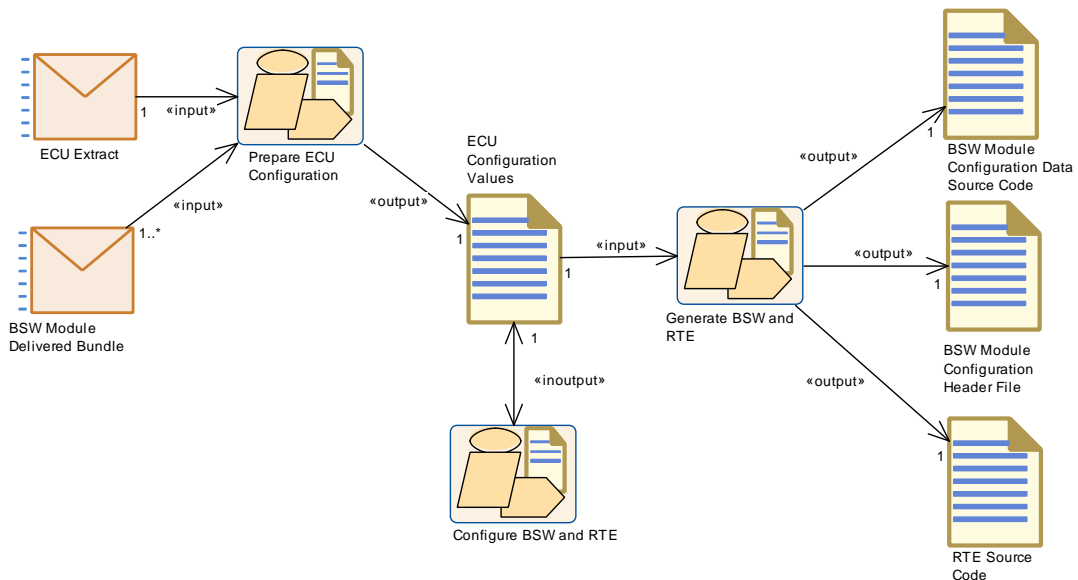 ECU Extract
1
«input»
Prepare ECU
Configuration
«input»
1..*
BSW Module
Delivered Bundle
«output»
ECU
Configuration
Values
1
1
«input»
1
«inoutput»
Configure BSW and RTE
Generate BSW and
RTE
«output»
1
BSW Module
Configuration Data
Source Code
«output»
1
BSW Module
Configuration
Header File
«output»
1
RTE Source
Code